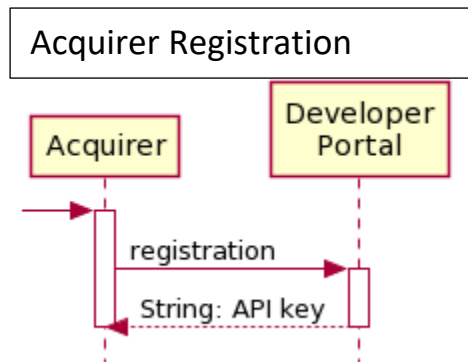 Acquirer Registration
Acquirer
Developer
Portal
registration
String: API key